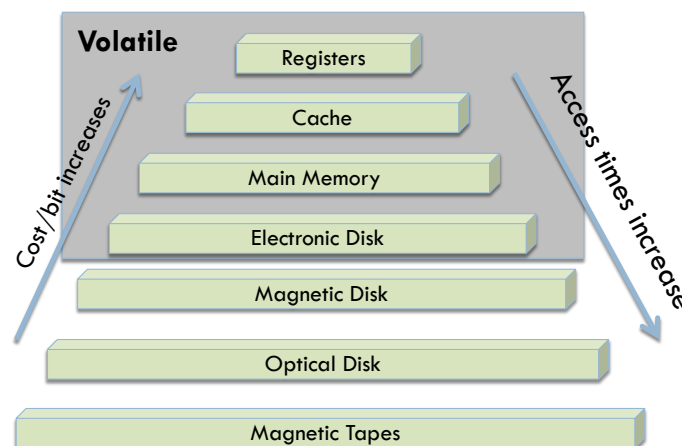 Volatile
Registers
Cache
Cost/bit increases
Access times increase
Main Memory
Electronic Disk
Magnetic Disk
Optical Disk
Magnetic Tapes